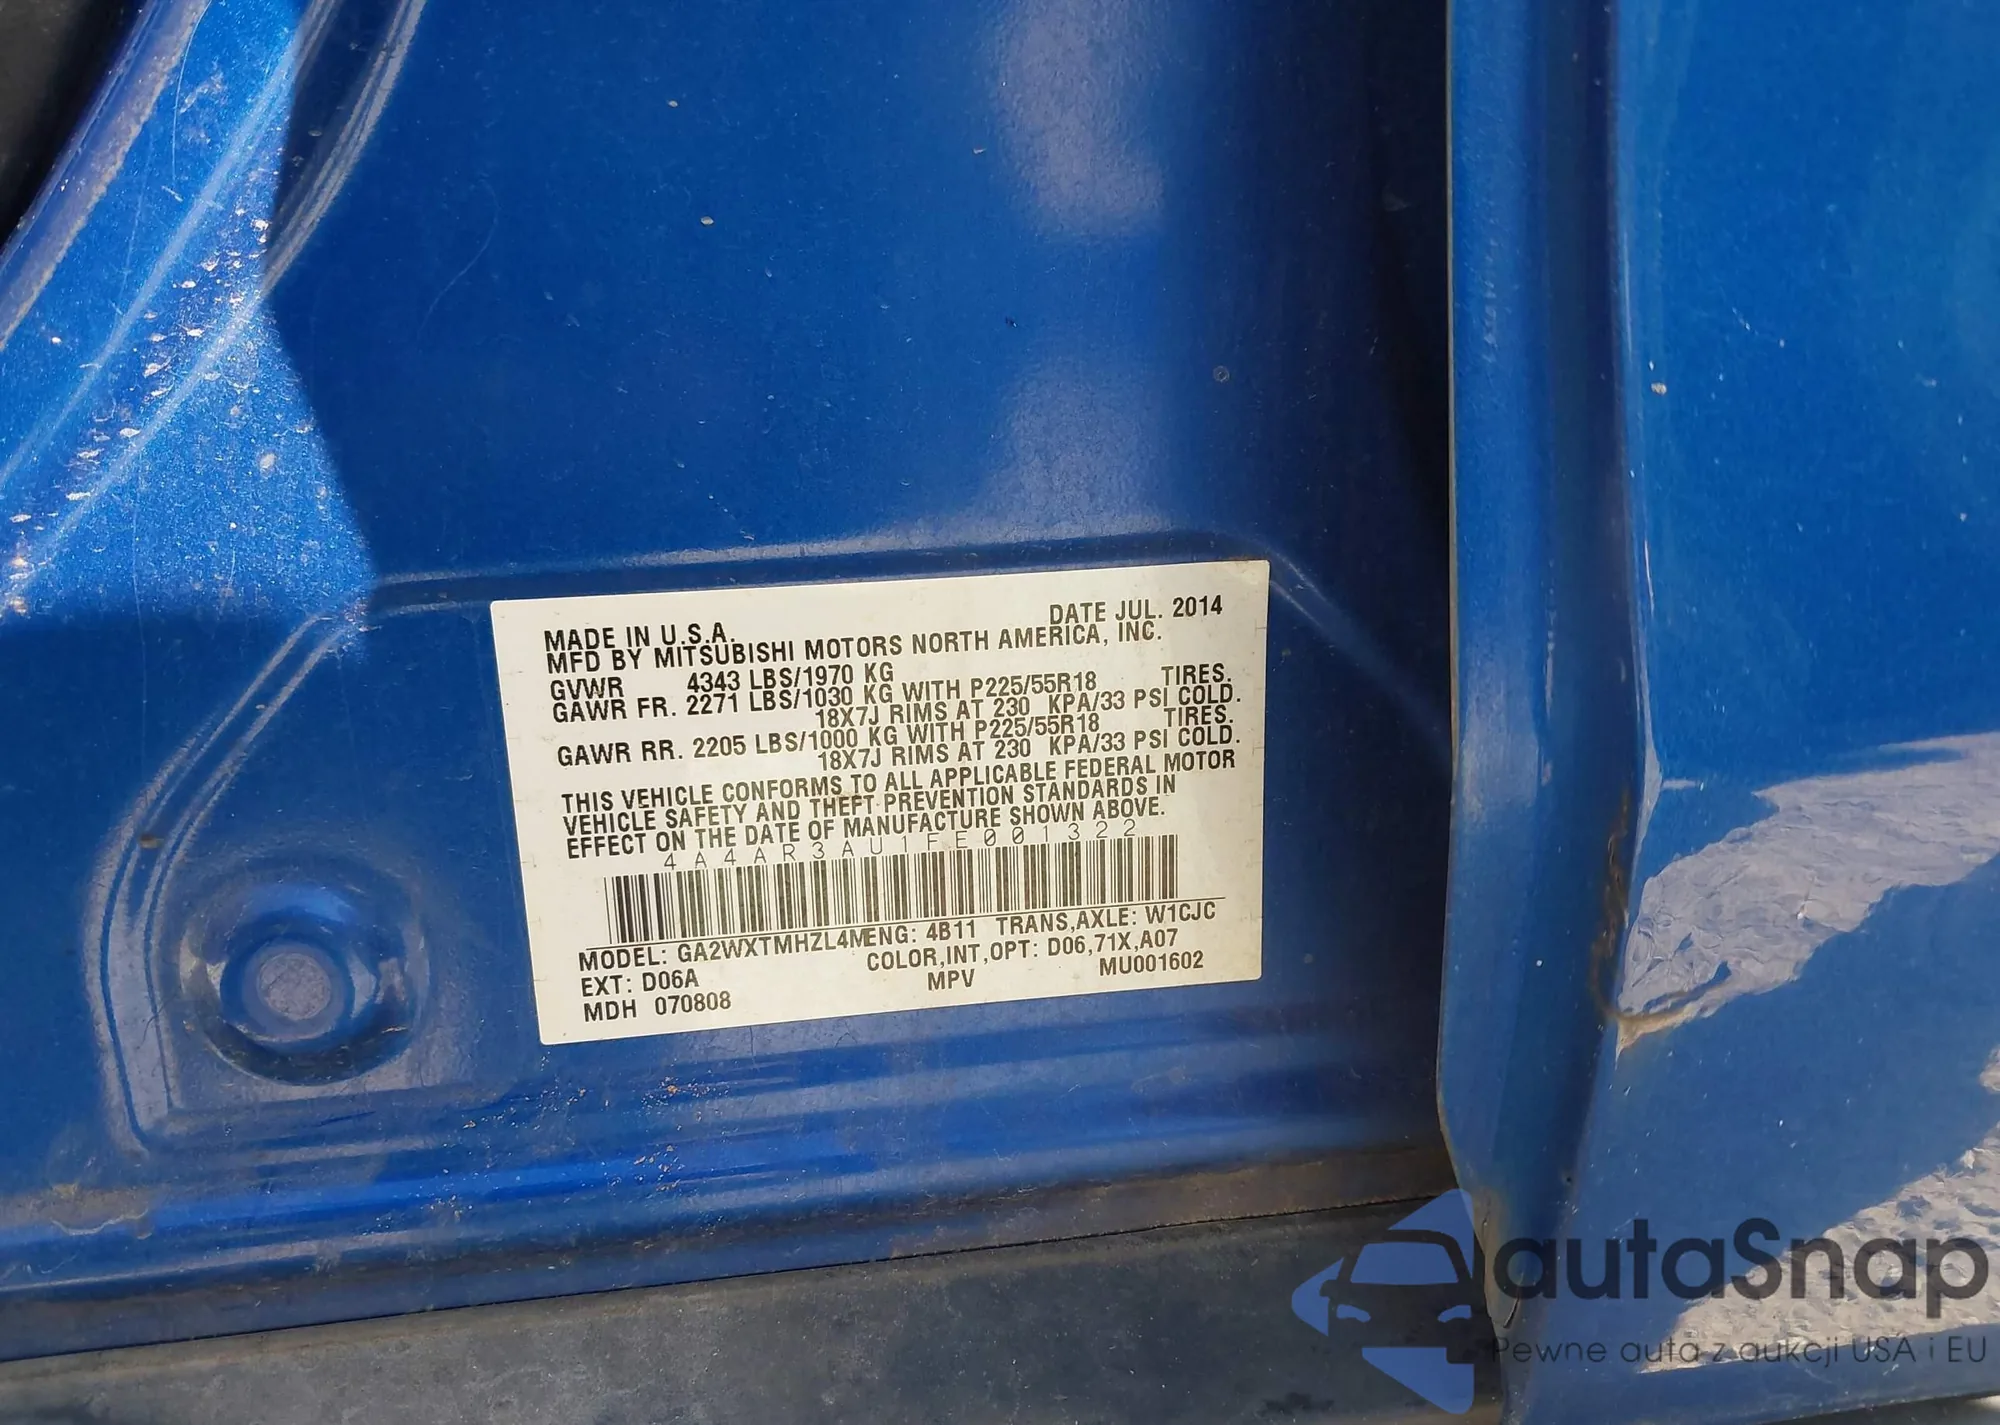 DATE JUL. 2014
MADE IN U.S.A.
MFD BY MITSUBISHI MOTORS NORTH AMERICA, INC.
GVWR 4343 LBS/1970 KG
GAWR FR. 2271 LBS/1030 KG WITH P225/55R18 TIRES.
18X7J RIMS AT 230 KPA/33 PSI COLD.
GAWR RR. 2205 LBS/1000 KG WITH P225/55R18 TIRES.
18X7J RIMS AT 230 KPA/33 PSI COLD.
THIS VEHICLE CONFORMS TO ALL APPLICABLE FEDERAL MOTOR
VEHICLE SAFETY AND THEFT PREVENTION STANDARDS IN
EFFECT ON THE DATE OF MANUFACTURE SHOWN ABOVE.
4A4AR3AU1FE001322
MODEL: GA2WXTMHZL4M ENG: 4B11 TRANS,AXLE: W1CJC
EXT: D06A COLOR,INT,OPT: D06,71X,A07
MDH 070808 MPV MU001602
autaSnap
Pewne auta z aukcji USA i EU